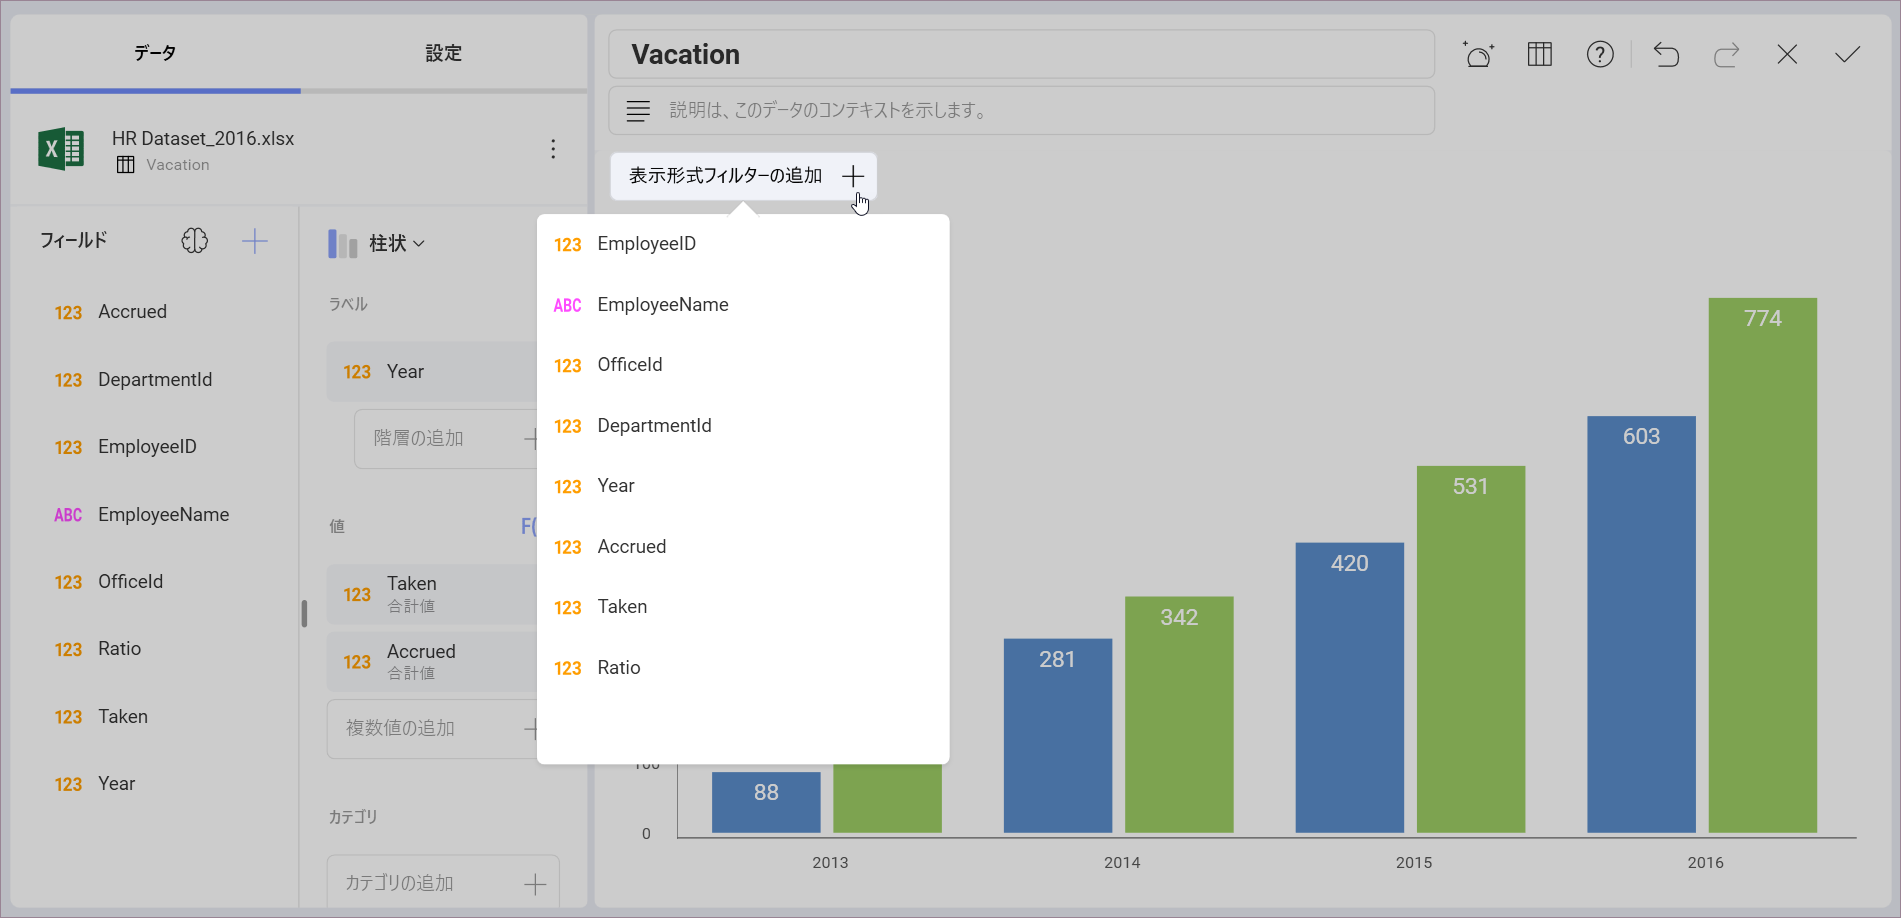 データ
設定
HR Dataset_2016.xlsx
Vacation
フィールド
123 Accrued
123 DepartmentId
123 EmployeeID
ABC EmployeeName
123 OfficeId
123 Ratio
123 Taken
123 Year
柱状
ラベル
123 Year
階層の追加
値
F(
123 Taken
合計値
123 Accrued
合計値
複数値の追加
カテゴリ
カテゴリの追加
Vacation
説明は、このデータのコンテキストを示します。
表示形式フィルターの追加
123 EmployeeID
ABC EmployeeName
123 OfficeId
123 DepartmentId
123 Year
123 Accrued
123 Taken
123 Ratio
774
603
531
420
342
281
88
100
0
2013
2014
2015
2016